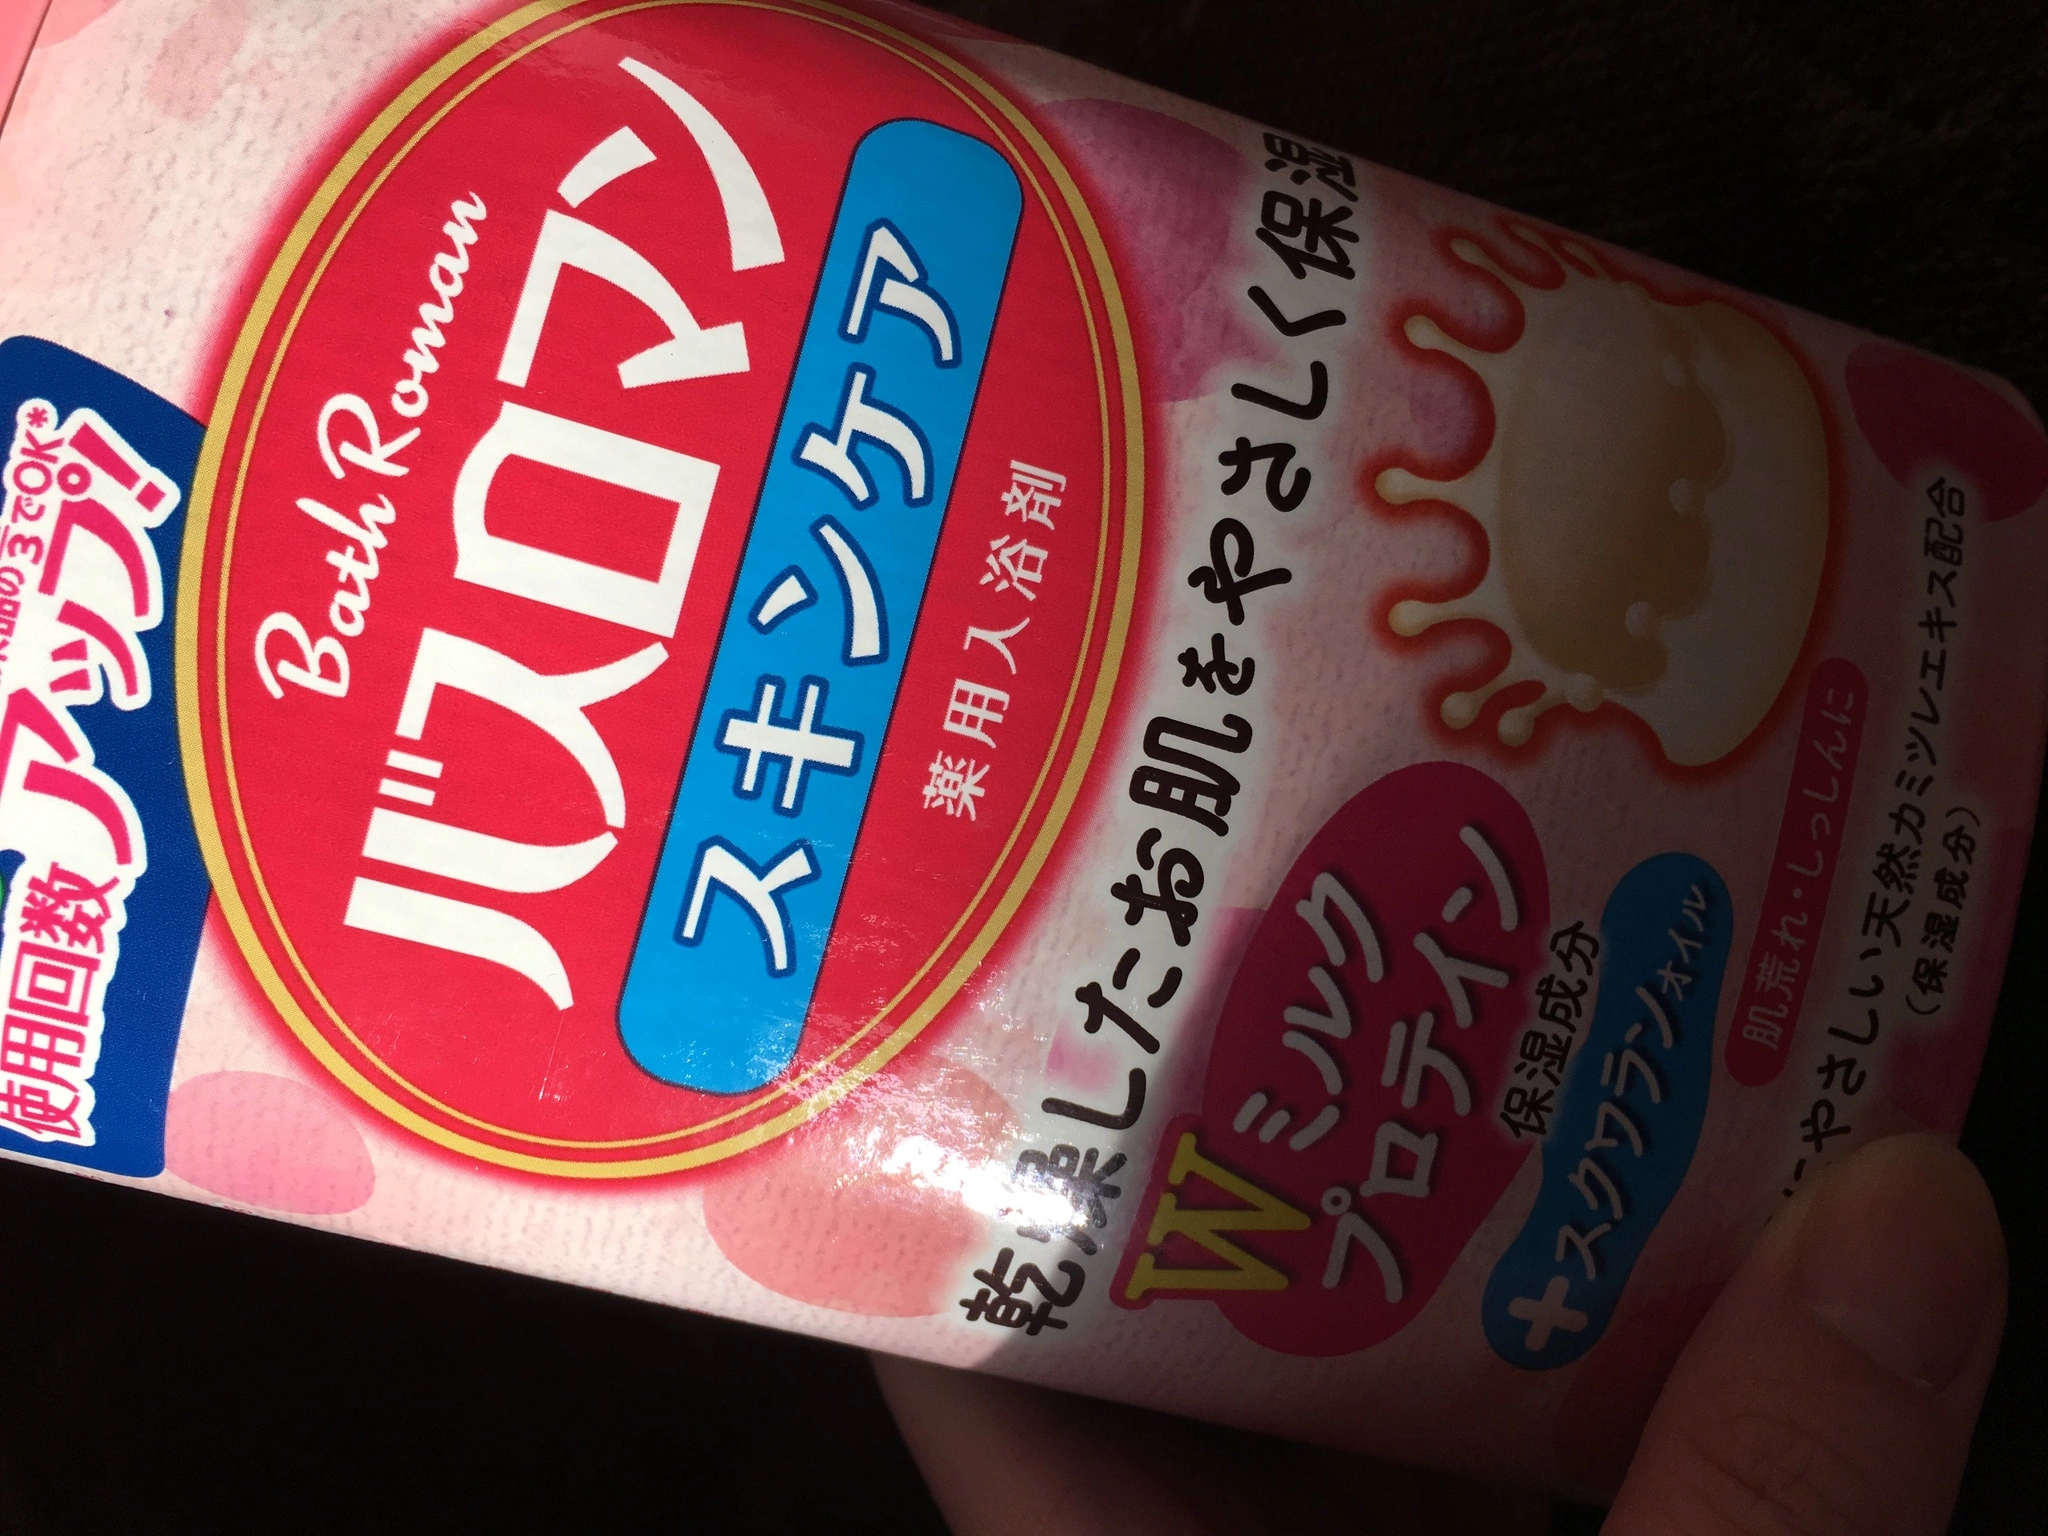 使用回数
アップ!
の3でOK*
Bath Roman
バスロマン
スキンケア
薬用入浴剤
乾燥したお肌をやさしく保湿
Wミルク
プロテイン
保湿成分
+スクワランオイル
肌荒れ・しっしんに
にやさしい天然カミツレエキス配合
(保湿成分)